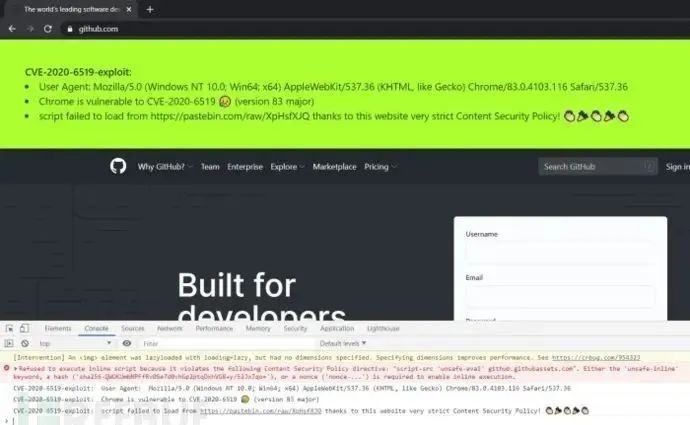 The world's leading software dev
github.com
CVE-2020-6519-exploit:
• User Agent: Mozilla/5.0 (Windows NT 10.0; Win64; x64) AppleWebKit/537.36 (KHTML, like Gecko) Chrome/83.0.4103.116 Safari/537.36
• Chrome is vulnerable to CVE-2020-6519 (version 83 major)
• script failed to load from https://pastebin.com/raw/XpHsfXJQ thanks to this website very strict Content Security Policy!
Why GitHub? Team Enterprise Explore Marketplace Pricing Search GitHub / Sign in
Username
Built for
Email
developers
Elements Console Sources Network Performance Memory Security Application Lighthouse
top Filter Default levels
[Intervention] An <img> element was lazyloaded with loading=lazy, but had no dimensions specified. Specifying dimensions improves performance. See https://crbug.com/954323
Refused to execute inline script because it violates the following Content Security Policy directive: "script-src 'unsafe-eval' github.githubassets.com". Either the 'unsafe-inline'
keyword, a hash, or a nonce ('nonce-...') is required to enable inline execution.
CVE-2020-6519-exploit: User Agent: Mozilla/5.0 (Windows NT 10.0; Win64; x64) AppleWebKit/537.36 (KHTML, like Gecko) Chrome/83.0.4103.116 Safari/537.36
CVE-2020-6519-exploit: Chrome is vulnerable to CVE-2020-6519 (version 83 major)
CVE-2020-6519-exploit: script failed to load from https://pastebin.com/raw/XpHsfXJQ thanks to this website very strict Content Security Policy!